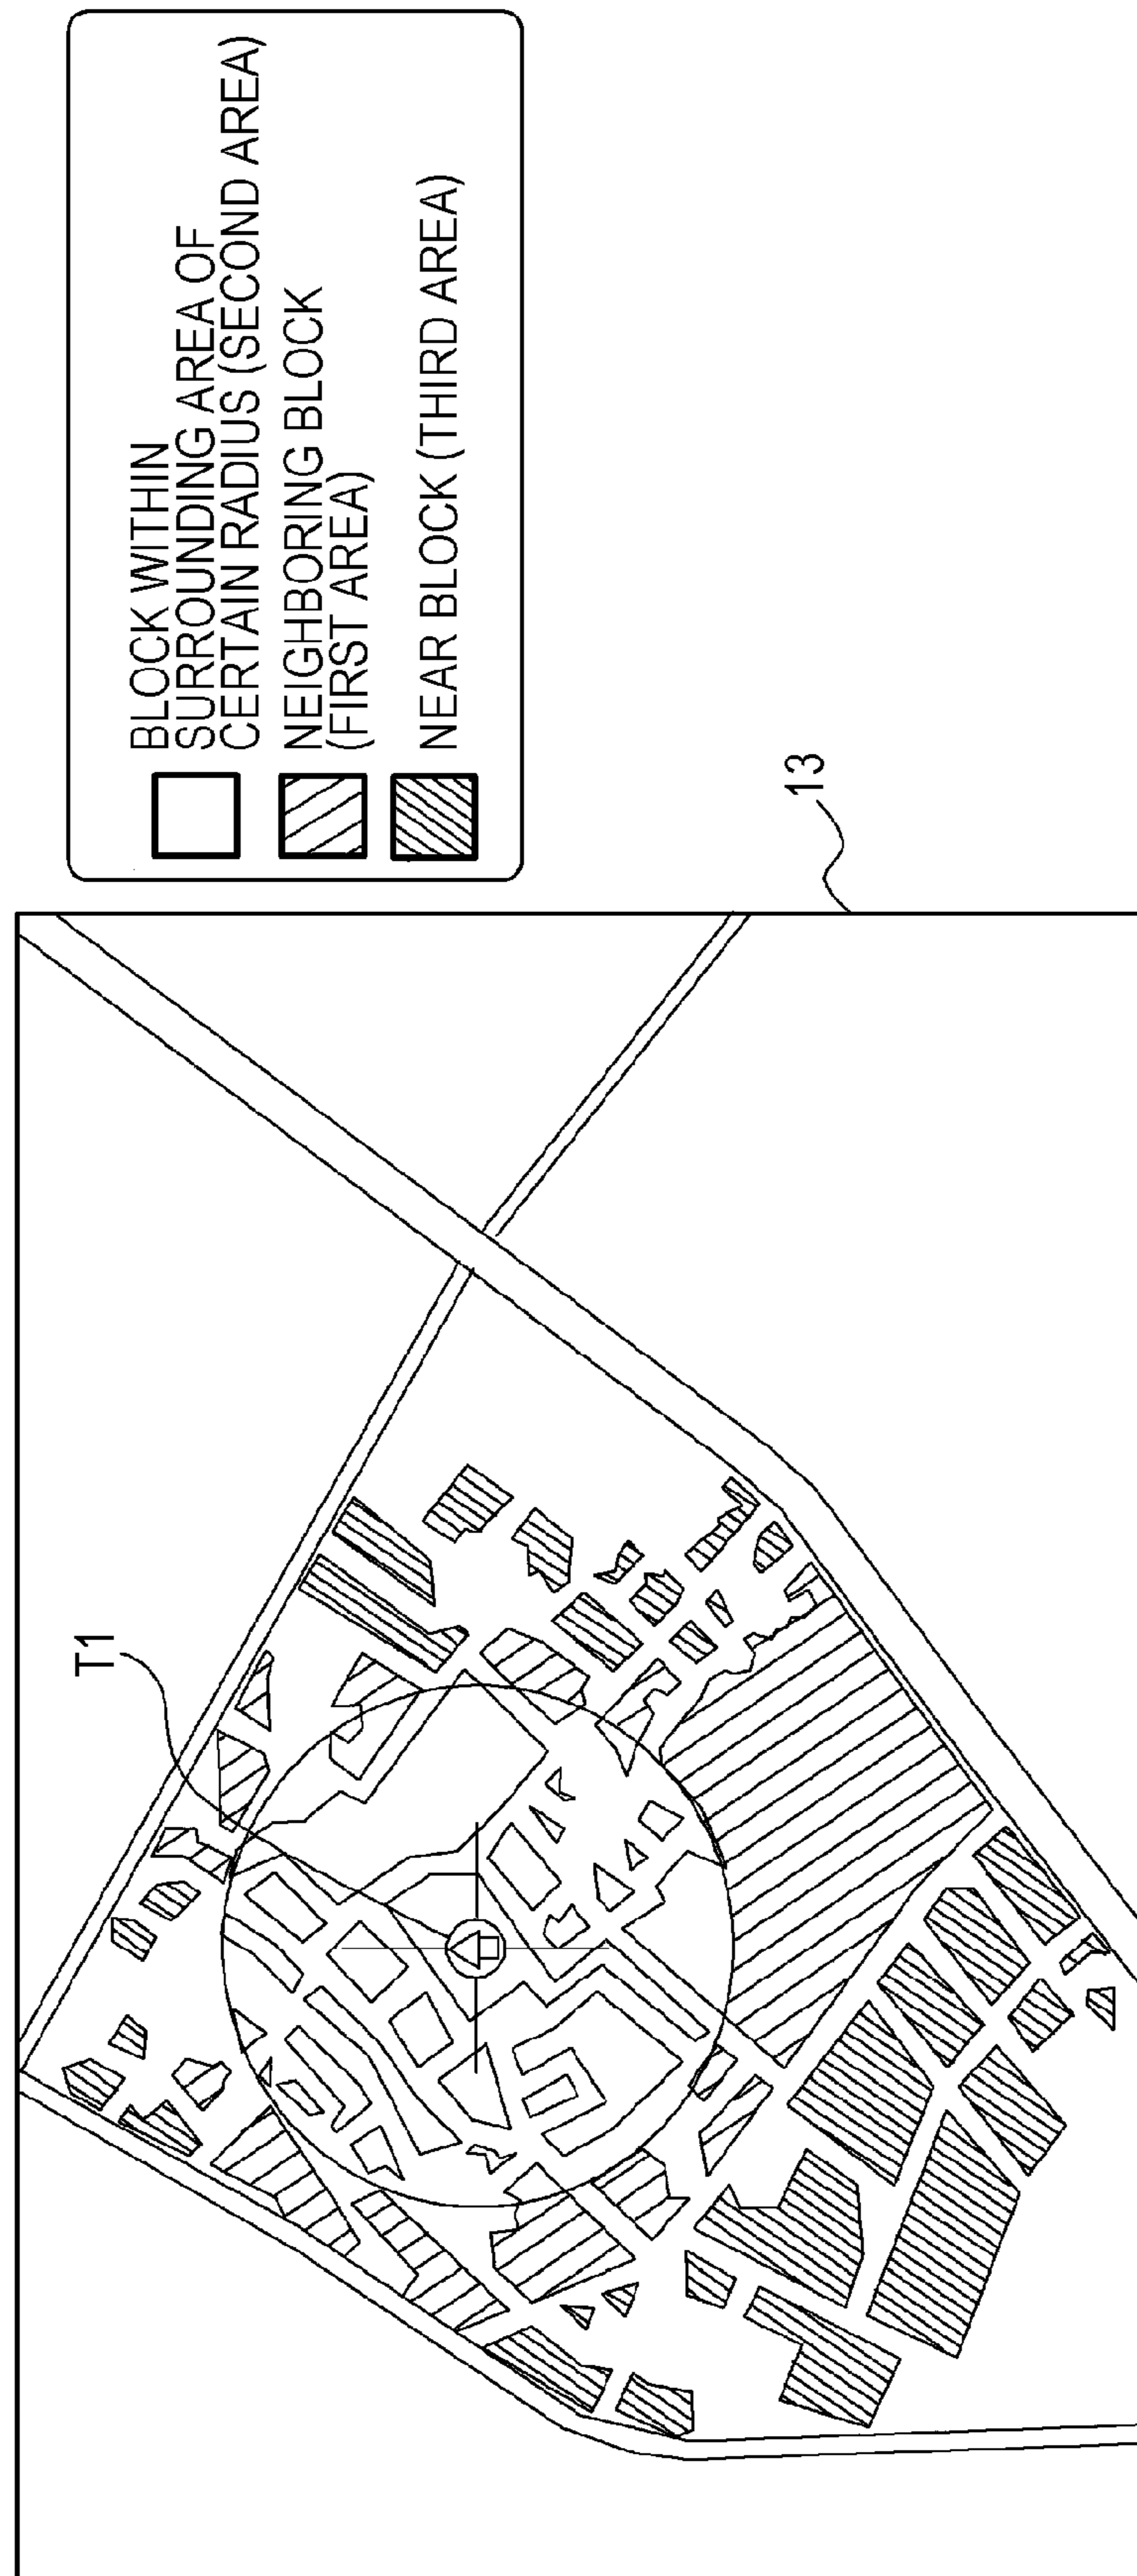 BLOCK WITHIN
SURROUNDING AREA OF
CERTAIN RADIUS (SECOND AREA)
NEIGHBORING BLOCK
(FIRST AREA)
NEAR BLOCK (THIRD AREA)
13
T1